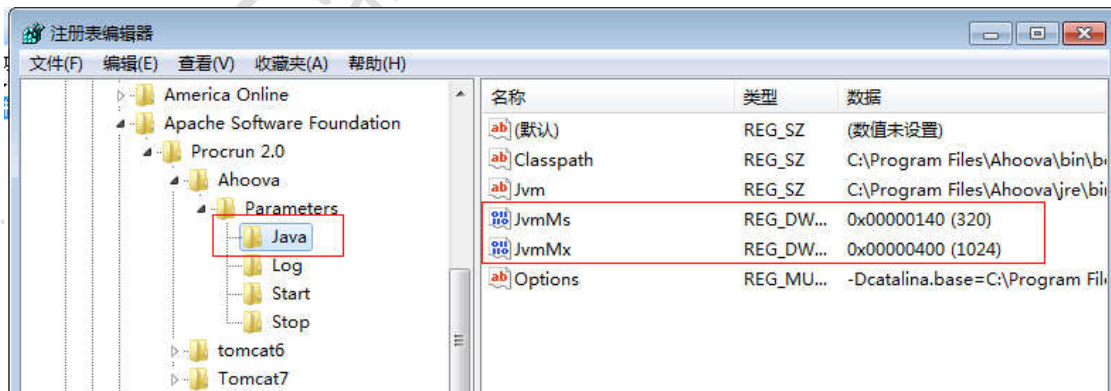 注册表编辑器
文件(F) 编辑(E) 查看(V) 收藏夹(A) 帮助(H)
America Online
Apache Software Foundation
Procrun 2.0
Ahoova
Parameters
Java
Log
Start
Stop
tomcat6
Tomcat7
名称 类型 数据
(默认) REG_SZ (数值未设置)
Classpath REG_SZ C:\Program Files\Ahoova\bin\b
Jvm REG_SZ C:\Program Files\Ahoova\jre\bi
JvmMs REG_DW... 0x00000140 (320)
JvmMx REG_DW... 0x00000400 (1024)
Options REG_MU... -Dcatalina.base=C:\Program Fil